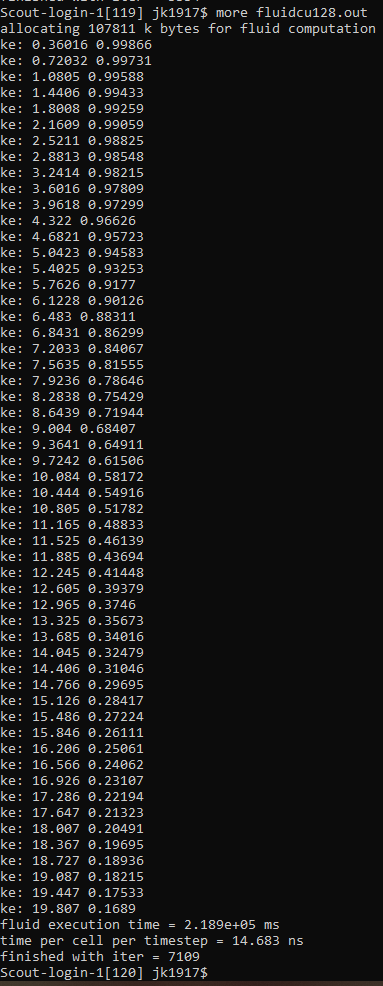 Scout-login-1[119] jk1917$ more fluidcu128.out
allocating 107811 k bytes for fluid computation
ke: 0.36016 0.99866
ke: 0.72032 0.99731
ke: 1.0805 0.99588
ke: 1.4406 0.99433
ke: 1.8008 0.99259
ke: 2.1609 0.99059
ke: 2.5211 0.98825
ke: 2.8813 0.98548
ke: 3.2414 0.98215
ke: 3.6016 0.97809
ke: 3.9618 0.97299
ke: 4.322 0.96626
ke: 4.6821 0.95723
ke: 5.0423 0.94583
ke: 5.4025 0.93253
ke: 5.7626 0.9177
ke: 6.1228 0.90126
ke: 6.483 0.88311
ke: 6.8431 0.86299
ke: 7.2033 0.84067
ke: 7.5635 0.81555
ke: 7.9236 0.78646
ke: 8.2838 0.75429
ke: 8.6439 0.71944
ke: 9.004 0.68407
ke: 9.3641 0.64911
ke: 9.7242 0.61506
ke: 10.084 0.58172
ke: 10.444 0.54916
ke: 10.805 0.51782
ke: 11.165 0.48833
ke: 11.525 0.46139
ke: 11.885 0.43694
ke: 12.245 0.41448
ke: 12.605 0.39379
ke: 12.965 0.3746
ke: 13.325 0.35673
ke: 13.685 0.34016
ke: 14.045 0.32479
ke: 14.406 0.31046
ke: 14.766 0.29695
ke: 15.126 0.28417
ke: 15.486 0.27224
ke: 15.846 0.26111
ke: 16.206 0.25061
ke: 16.566 0.24062
ke: 16.926 0.23107
ke: 17.286 0.22194
ke: 17.647 0.21323
ke: 18.007 0.20491
ke: 18.367 0.19695
ke: 18.727 0.18936
ke: 19.087 0.18215
ke: 19.447 0.17533
ke: 19.807 0.1689
fluid execution time = 2.189e+05 ms
time per cell per timestep = 14.683 ns
finished with iter = 7109
Scout-login-1[120] jk1917$